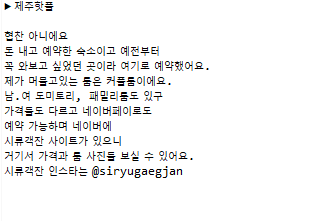 ▶제주핫플
협찬 아니에요
돈 내고 예약한 숙소이고 예전부터
꼭 와보고 싶었던 곳이라 여기로 예약했어요.
제가 머물고있는 룸은 커플룸이에요.
남.여 도미토리, 패밀리룸도 있구
가격들도 다르고 네이버페이로도
예약 가능하며 네이버에
시류객잔 사이트가 있으니
거기서 가격과 룸 사진들 보실 수 있어요.
시류객잔 인스타는 @siryugaegjan